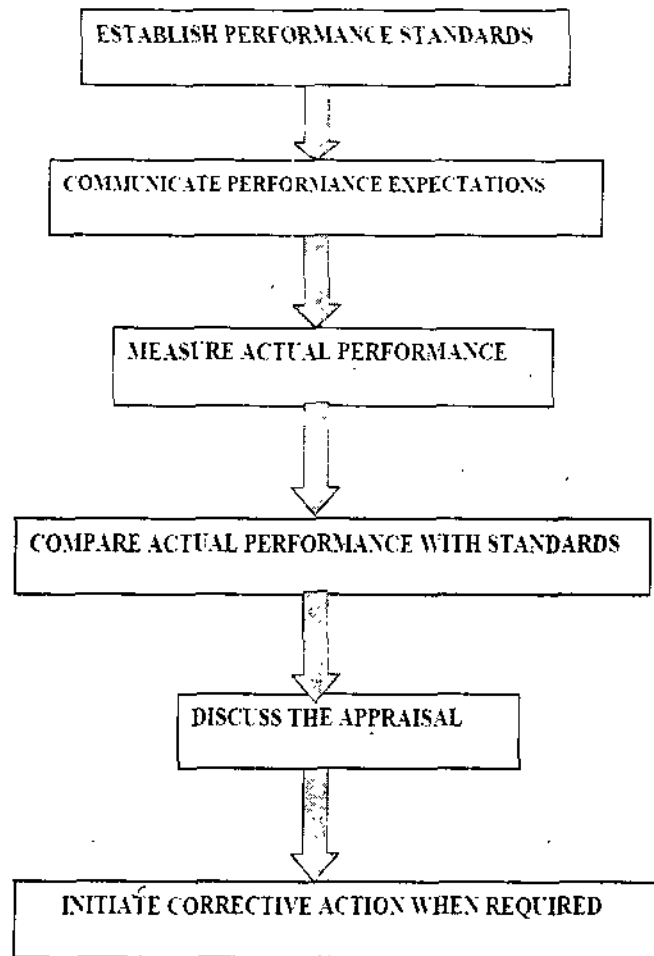 ESTABLISH PERFORMANCE STANDARDS
COMMUNICATE PERFORMANCE EXPECTATIONS
MEASURE ACTUAL PERFORMANCE
COMPARE ACTUAL PERFORMANCE WITH STANDARDS
DISCUSS THE APPRAISAL
INITIATE CORRECTIVE ACTION WHEN REQUIRED